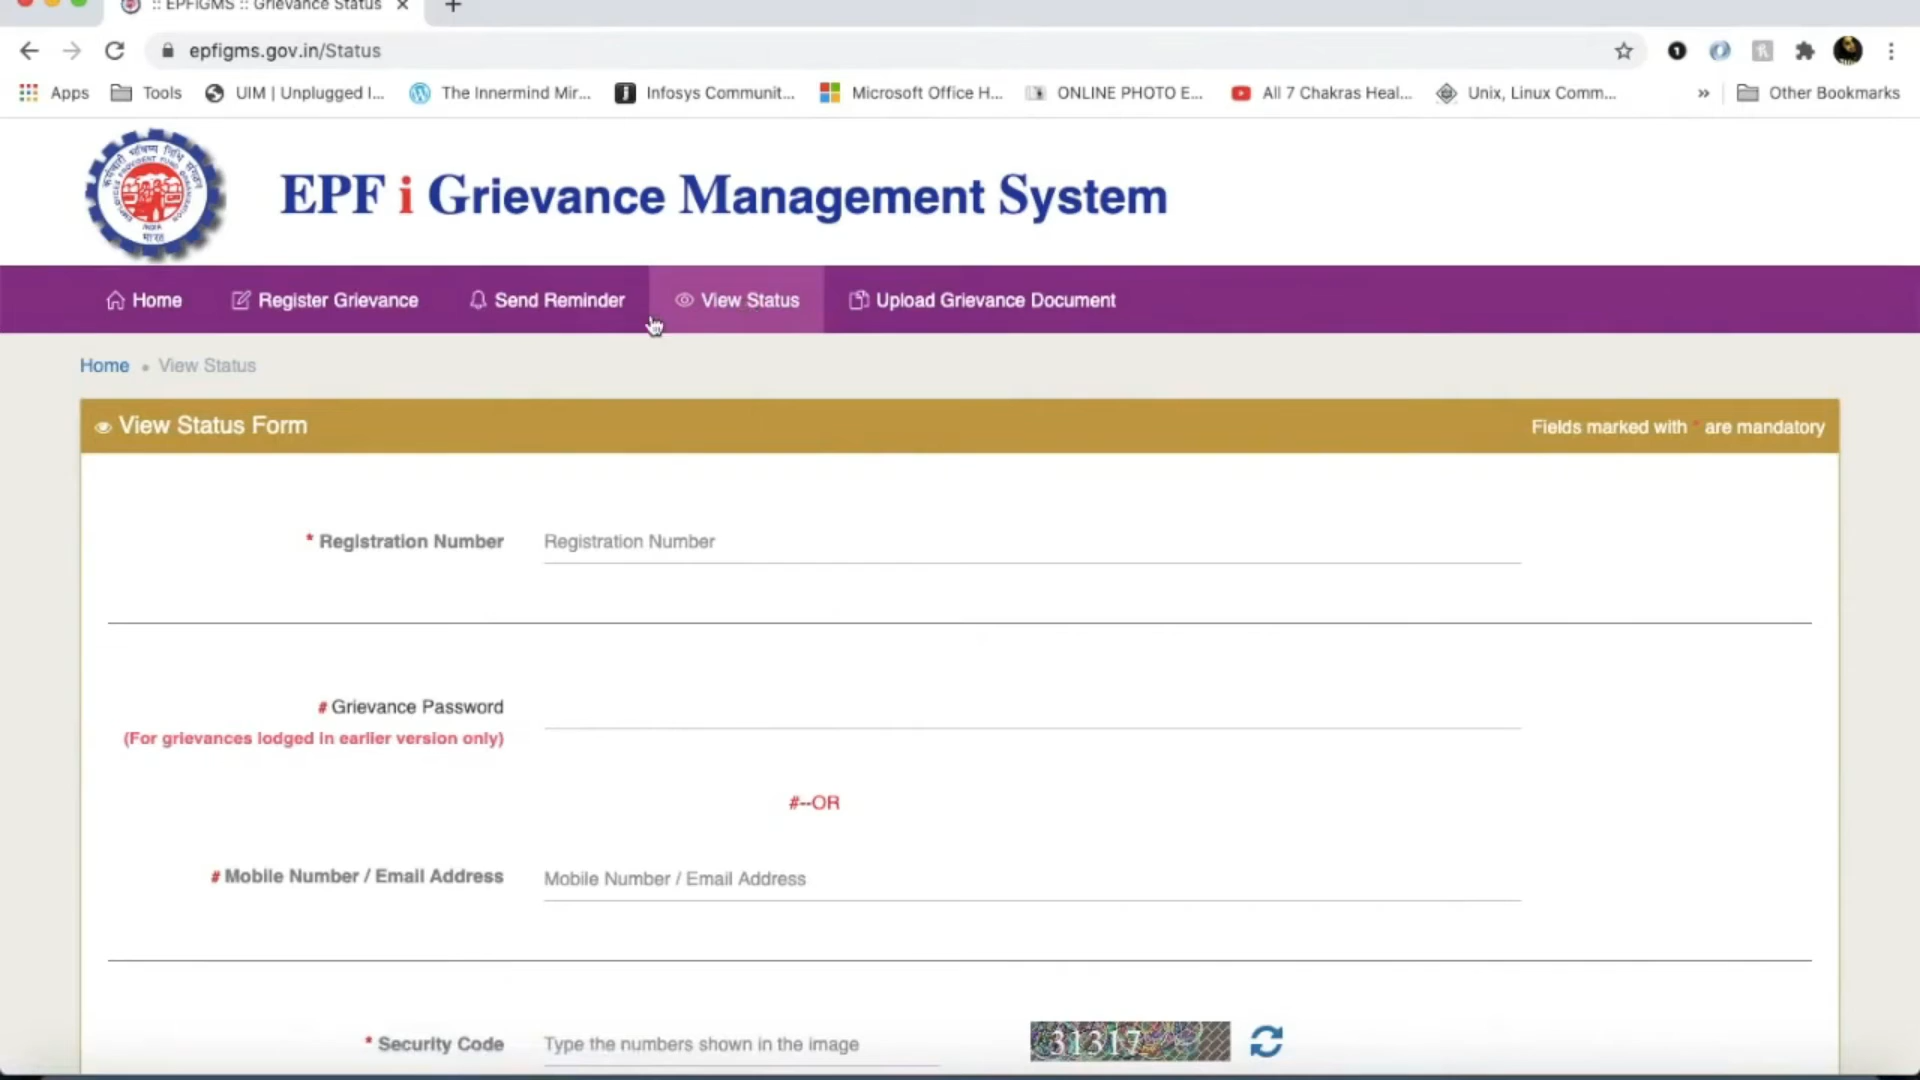 :: EPFiGMS :: Grievance Status
epfigms.gov.in/Status
Apps Tools UIM | Unplugged I... The Innermind Mir... Infosys Communit... Microsoft Office H... ONLINE PHOTO E... All 7 Chakras Heal... Unix, Linux Comm... » Other Bookmarks
EPF i Grievance Management System
Home Register Grievance Send Reminder View Status Upload Grievance Document
Home • View Status
View Status Form Fields marked with * are mandatory
* Registration Number Registration Number
# Grievance Password
(For grievances lodged in earlier version only)
#--OR
# Mobile Number / Email Address Mobile Number / Email Address
* Security Code Type the numbers shown in the image 31317